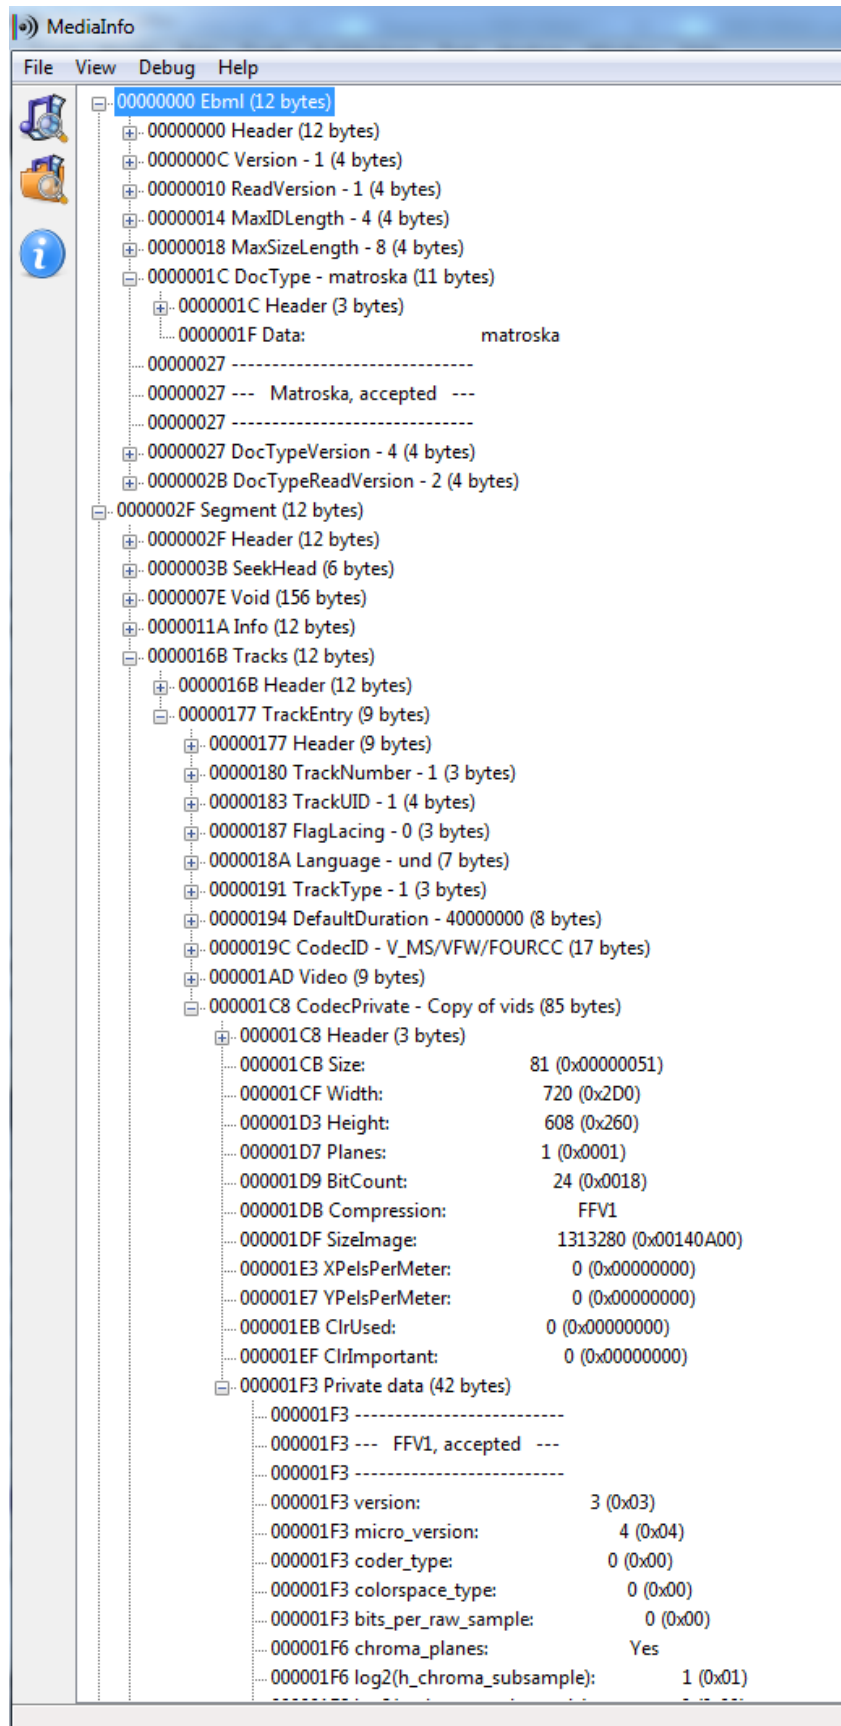 MediaInfo
File View Debug Help
00000000 Ebml (12 bytes)
00000000 Header (12 bytes)
0000000C Version - 1 (4 bytes)
00000010 ReadVersion - 1 (4 bytes)
00000014 MaxIDLength - 4 (4 bytes)
00000018 MaxSizeLength - 8 (4 bytes)
0000001C DocType - matroska (11 bytes)
0000001C Header (3 bytes)
0000001F Data: matroska
00000027 ------------------------------
00000027 --- Matroska, accepted ---
00000027 ------------------------------
00000027 DocTypeVersion - 4 (4 bytes)
0000002B DocTypeReadVersion - 2 (4 bytes)
0000002F Segment (12 bytes)
0000002F Header (12 bytes)
0000003B SeekHead (6 bytes)
0000007E Void (156 bytes)
0000011A Info (12 bytes)
0000016B Tracks (12 bytes)
0000016B Header (12 bytes)
00000177 TrackEntry (9 bytes)
00000177 Header (9 bytes)
00000180 TrackNumber - 1 (3 bytes)
00000183 TrackUID - 1 (4 bytes)
00000187 FlagLacing - 0 (3 bytes)
0000018A Language - und (7 bytes)
00000191 TrackType - 1 (3 bytes)
00000194 DefaultDuration - 40000000 (8 bytes)
0000019C CodecID - V_MS/VFW/FOURCC (17 bytes)
000001AD Video (9 bytes)
000001C8 CodecPrivate - Copy of vids (85 bytes)
000001C8 Header (3 bytes)
000001CB Size: 81 (0x00000051)
000001CF Width: 720 (0x2D0)
000001D3 Height: 608 (0x260)
000001D7 Planes: 1 (0x0001)
000001D9 BitCount: 24 (0x0018)
000001DB Compression: FFV1
000001DF SizeImage: 1313280 (0x00140A00)
000001E3 XPelsPerMeter: 0 (0x00000000)
000001E7 YPelsPerMeter: 0 (0x00000000)
000001EB ClrUsed: 0 (0x00000000)
000001EF ClrImportant: 0 (0x00000000)
000001F3 Private data (42 bytes)
000001F3 --------------------------
000001F3 --- FFV1, accepted ---
000001F3 --------------------------
000001F3 version: 3 (0x03)
000001F3 micro_version: 4 (0x04)
000001F3 coder_type: 0 (0x00)
000001F3 colorspace_type: 0 (0x00)
000001F3 bits_per_raw_sample: 0 (0x00)
000001F6 chroma_planes: Yes
000001F6 log2(h_chroma_subsample): 1 (0x01)